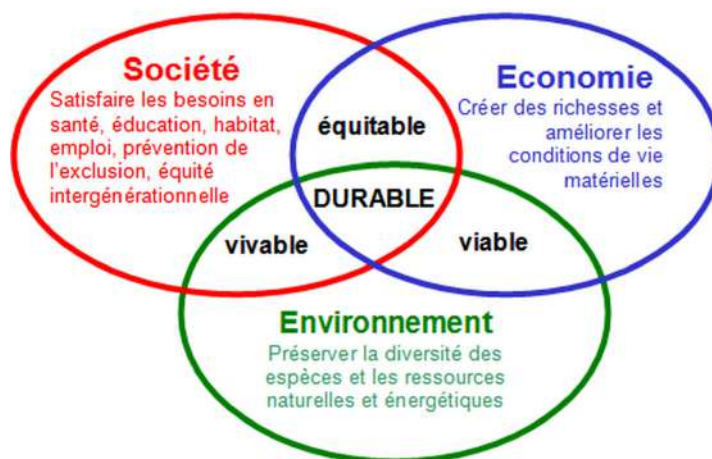 Société
Satisfaire les besoins en
santé, éducation, habitat,
emploi, prévention de
l'exclusion, équité
intergénérationnelle
Economie
Créer des richesses et
améliorer les
conditions de vie
matérielles
équitable
DURABLE
vivable
viable
Environnement
Préserver la diversité des
espèces et les ressources
naturelles et énergétiques